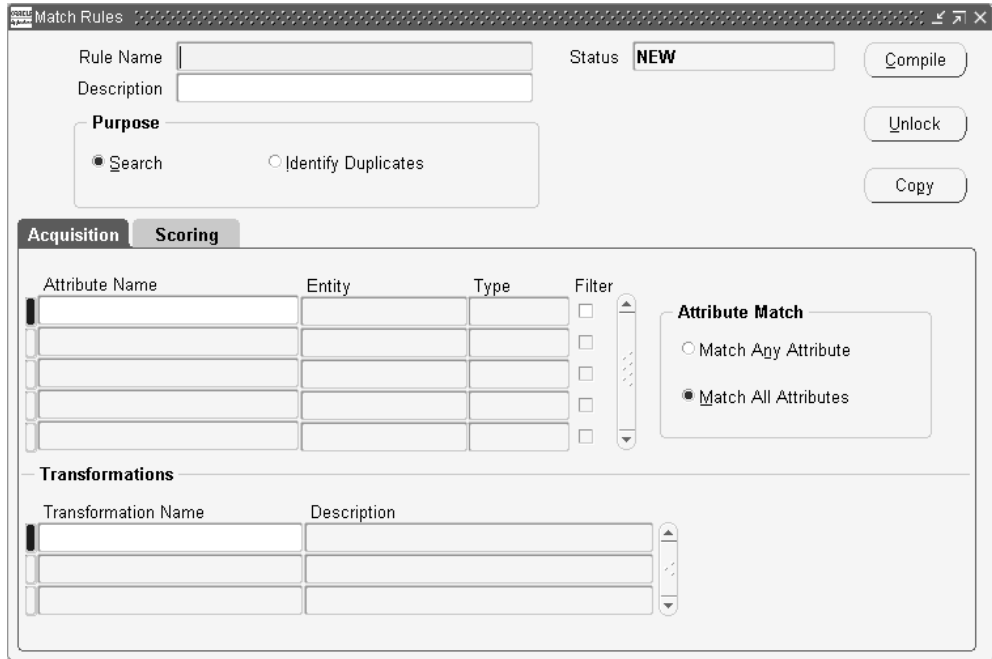 Match Rules
Rule Name
Status NEW
Compile
Description
Purpose
Unlock
Search
Identify Duplicates
Copy
Acquisition
Scoring
Attribute Name
Entity
Type
Filter
Attribute Match
Match Any Attribute
Match All Attributes
Transformations
Transformation Name
Description